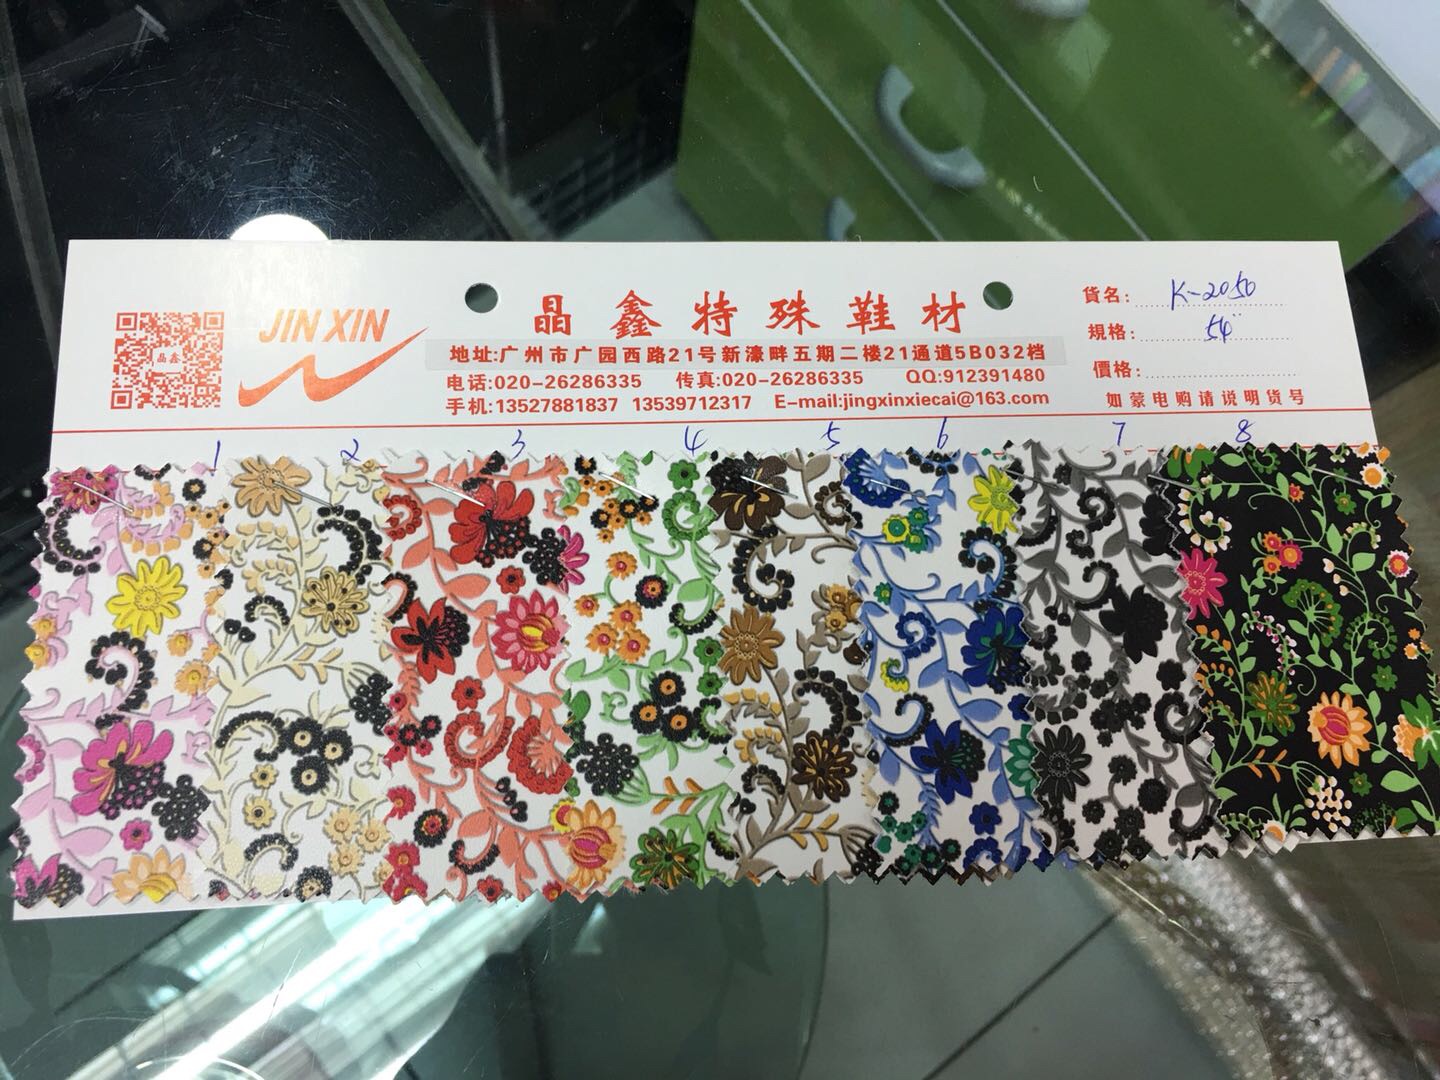 JIN XIN
晶鑫
晶鑫特殊鞋材
地址:广州市广园西路21号新濠畔五期二楼21通道5B032档
电话:020-26286335 传真:020-26286335 QQ:912391480
手机:13527881837 13539712317 E-mail:jingxinxiecai@163.com
貨名: K-2050
規格: 54"
價格:
如蒙电购请说明货号
1 2 3 4 5 6 7 8